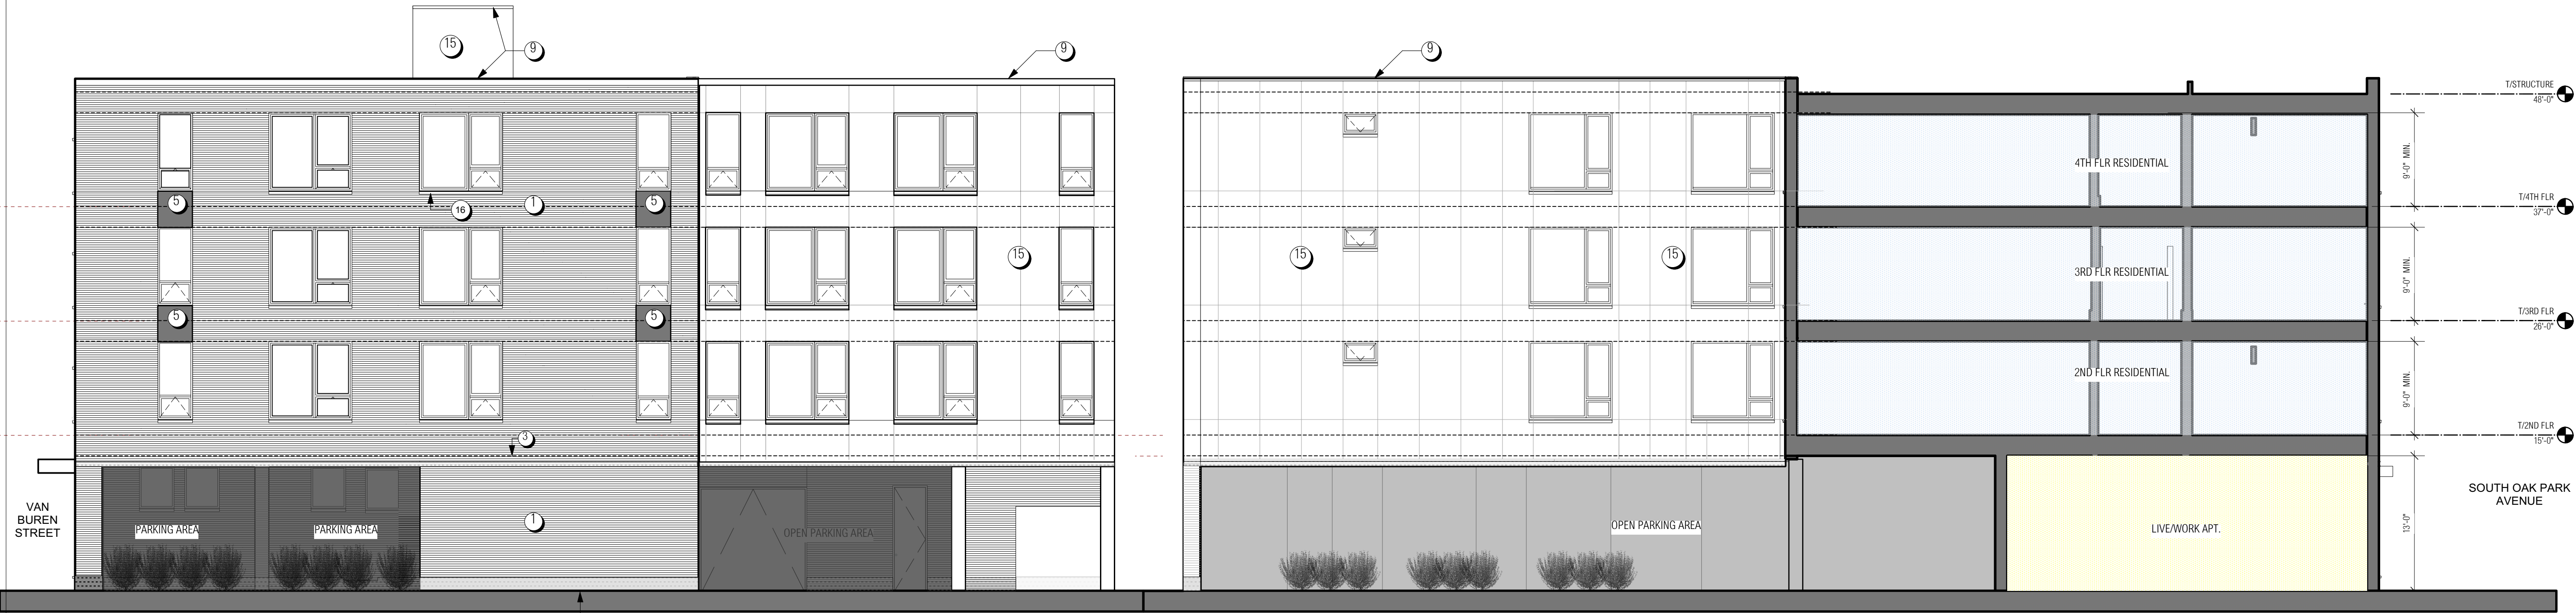 15
9
9
9
T/STRUCTURE
48'-0"
4TH FLR RESIDENTIAL
9'-0" MIN.
5
5
16
1
T/4TH FLR
37'-0"
15
15
15
3RD FLR RESIDENTIAL
9'-0" MIN.
5
5
T/3RD FLR
26'-0"
2ND FLR RESIDENTIAL
9'-0" MIN.
3
T/2ND FLR
15'-0"
VAN
BUREN
STREET
PARKING AREA
PARKING AREA
1
OPEN PARKING AREA
OPEN PARKING AREA
LIVE/WORK APT.
13'-0"
SOUTH OAK PARK
AVENUE